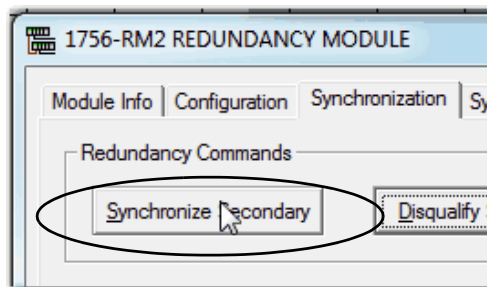 1756-RM2 REDUNDANCY MODULE
Module Info Configuration Synchronization
Redundancy Commands
Synchronize Secondary Disqualify